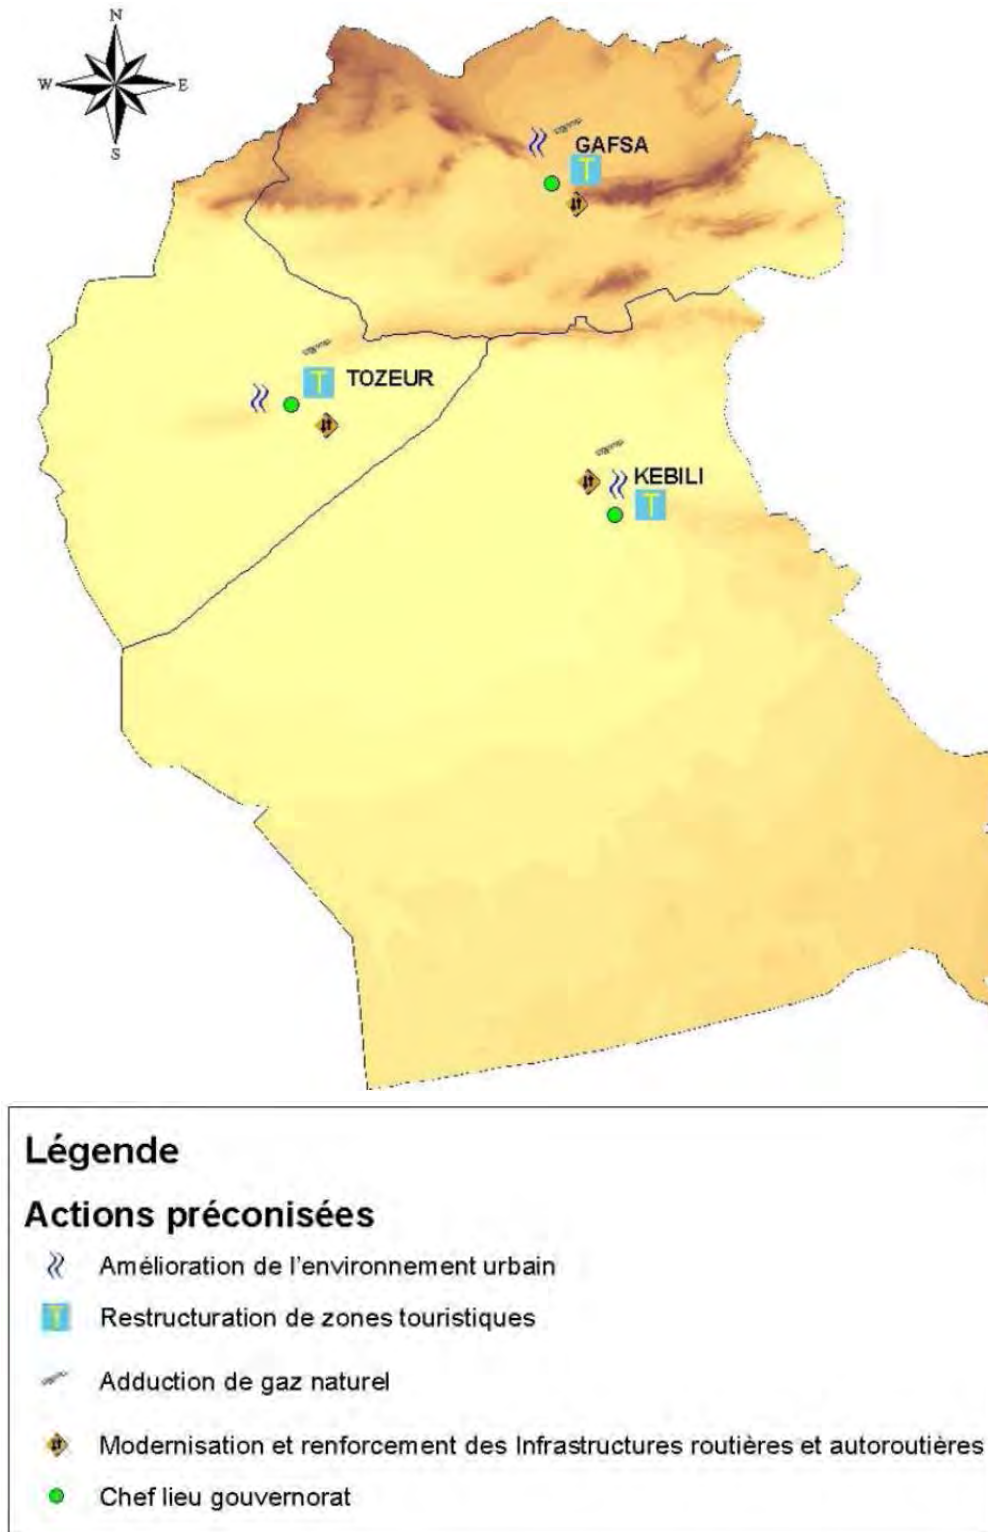 N
W E
S
GAFSA
T
T TOZEUR
KEBILI
T
Légende
Actions préconisées
Amélioration de l'environnement urbain
T Restructuration de zones touristiques
Adduction de gaz naturel
Modernisation et renforcement des Infrastructures routières et autoroutières
Chef lieu gouvernorat